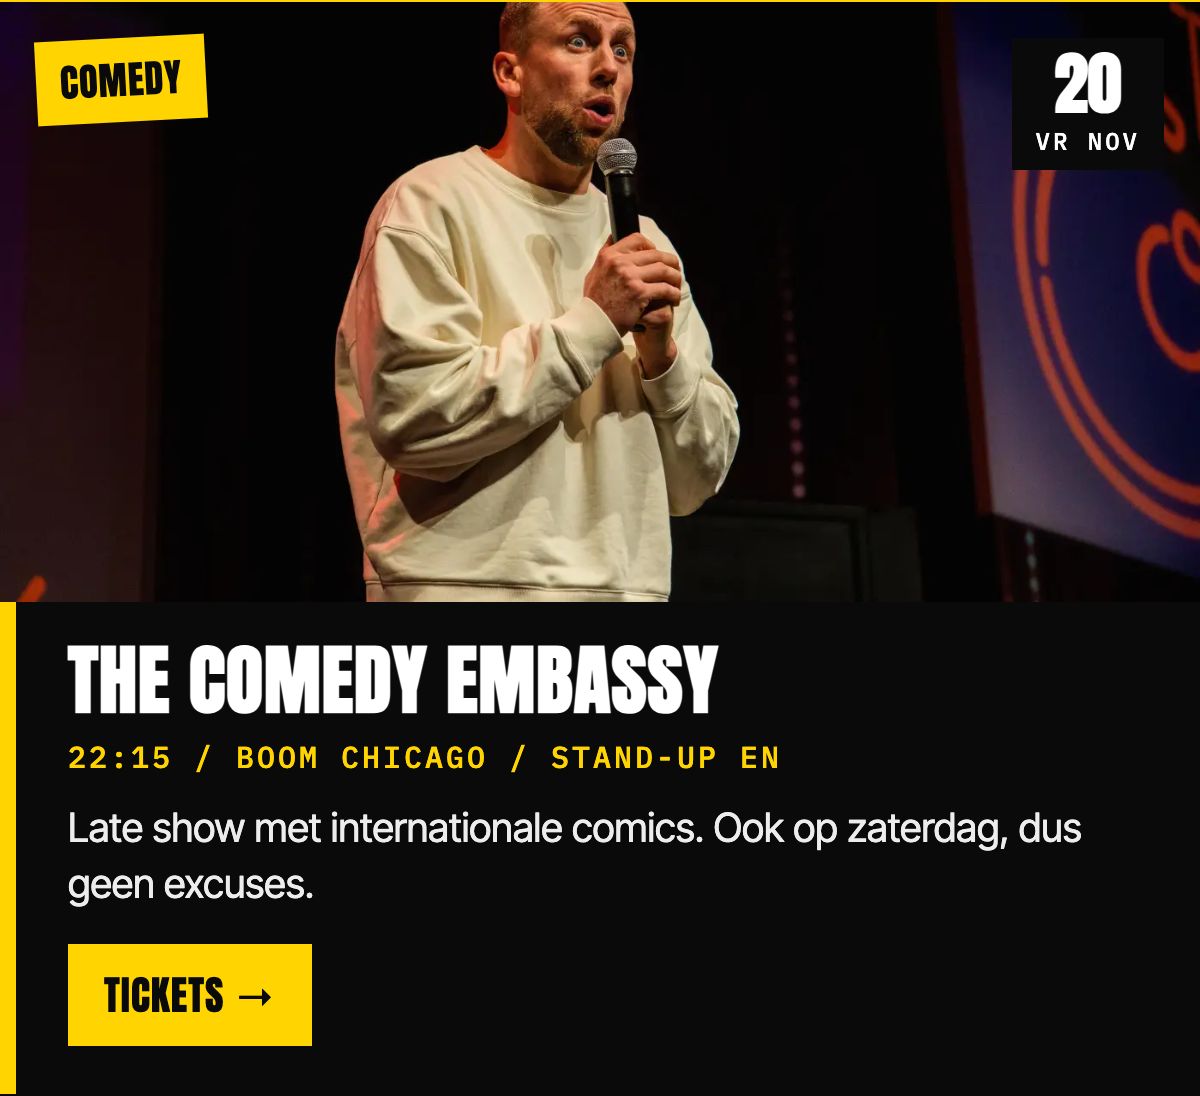 COMEDY
20
VR NOV
THE COMEDY EMBASSY
22:15 / BOOM CHICAGO / STAND-UP EN
Late show met internationale comics. Ook op zaterdag, dus
geen excuses.
TICKETS →